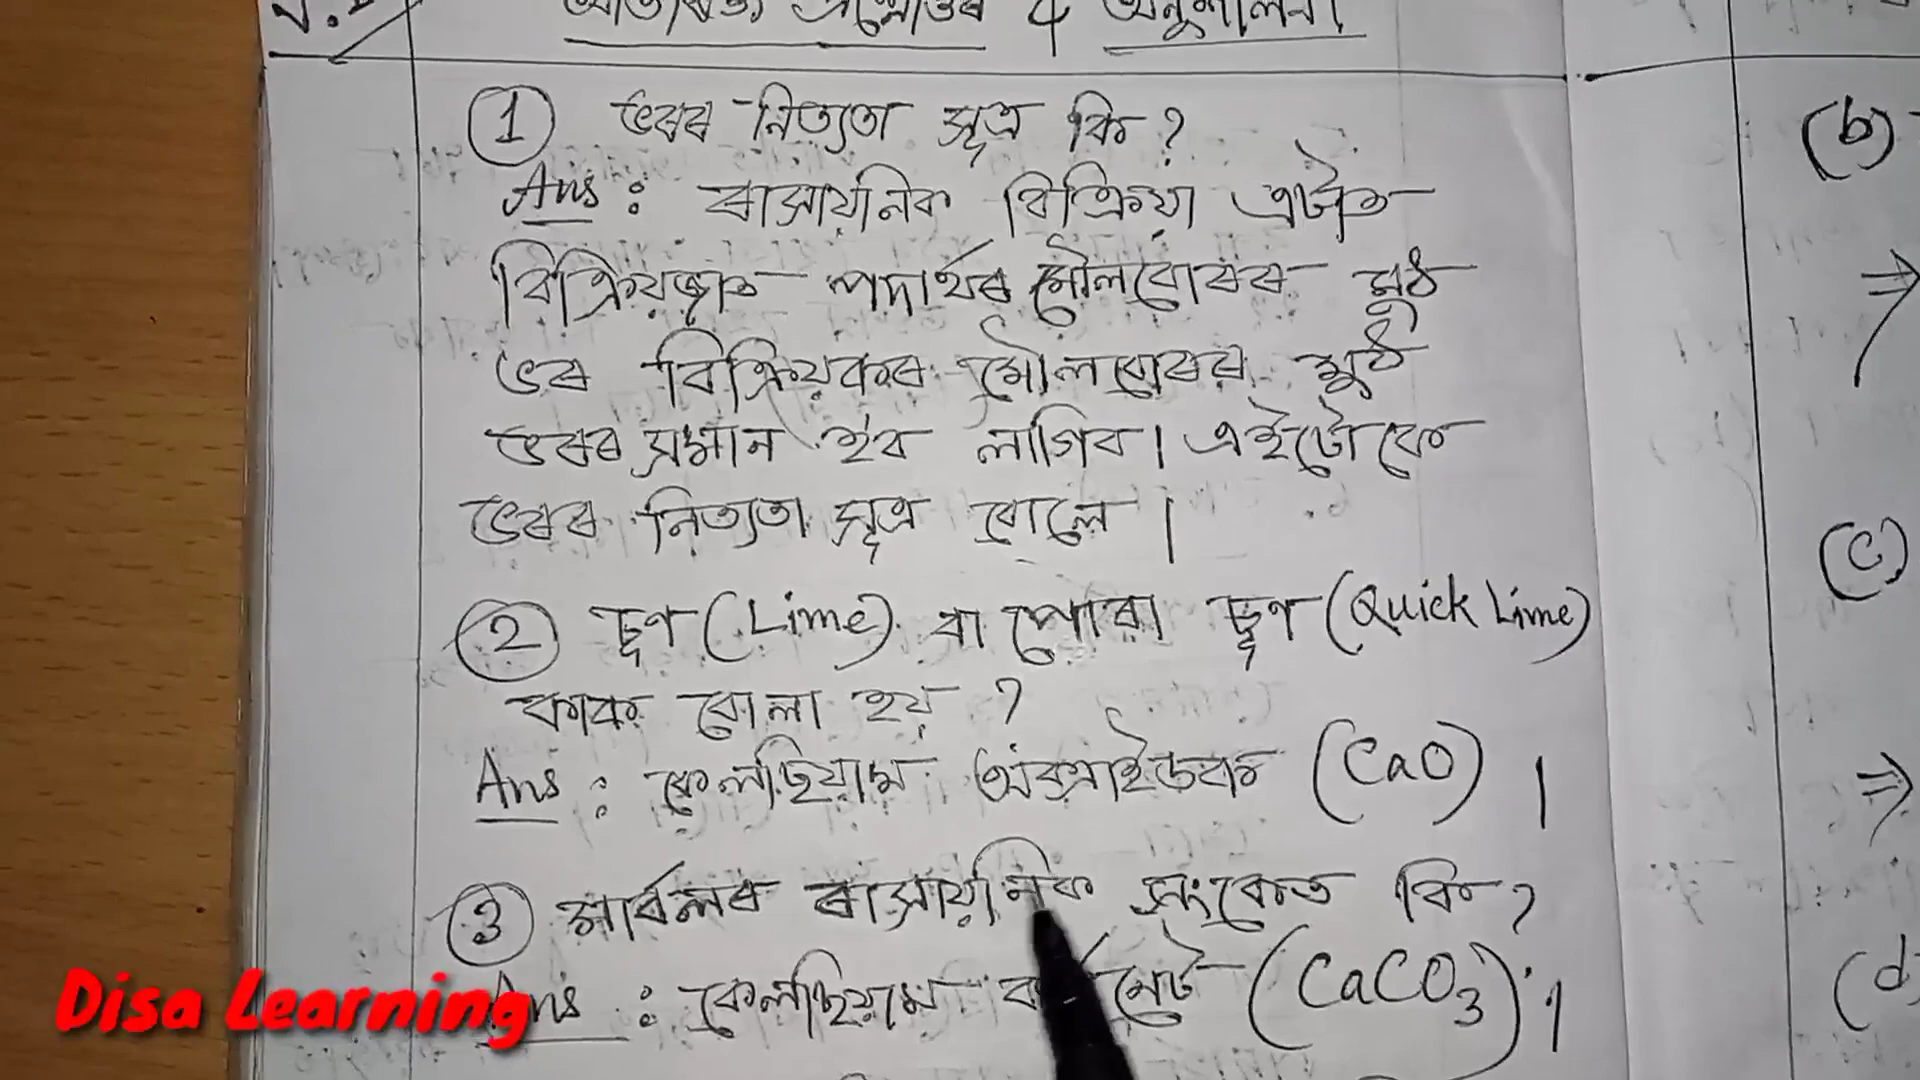 অতিৰিক্ত প্ৰশ্নোত্তৰ & অনুশীলনী
① ভৰৰ নিত্যতা সূত্ৰ কি ?
Ans : ৰাসায়নিক বিক্ৰিয়া এটাত
বিক্ৰিয়জাত পদাৰ্থৰ মৌলবোৰৰ মুঠ
ভৰ বিক্ৰিয়কৰ মৌলবোৰৰ মুঠ
ভৰৰ সমান হ'ব লাগিব। এইটোকে
ভৰৰ নিত্যতা সূত্ৰ বোলে।
② চূণ (Lime) বা পোৰা চূণ (Quick Lime)
কাক বোলা হয় ?
Ans : কেলছিয়াম অক্সাইডক (CaO) ।
③ মাৰ্বলৰ ৰাসায়নিক সংকেত কি ?
Ans : কেলছিয়াম (CaCO₃) ।
(b)
⇒
(c)
⇒
(d)
Disa Learning